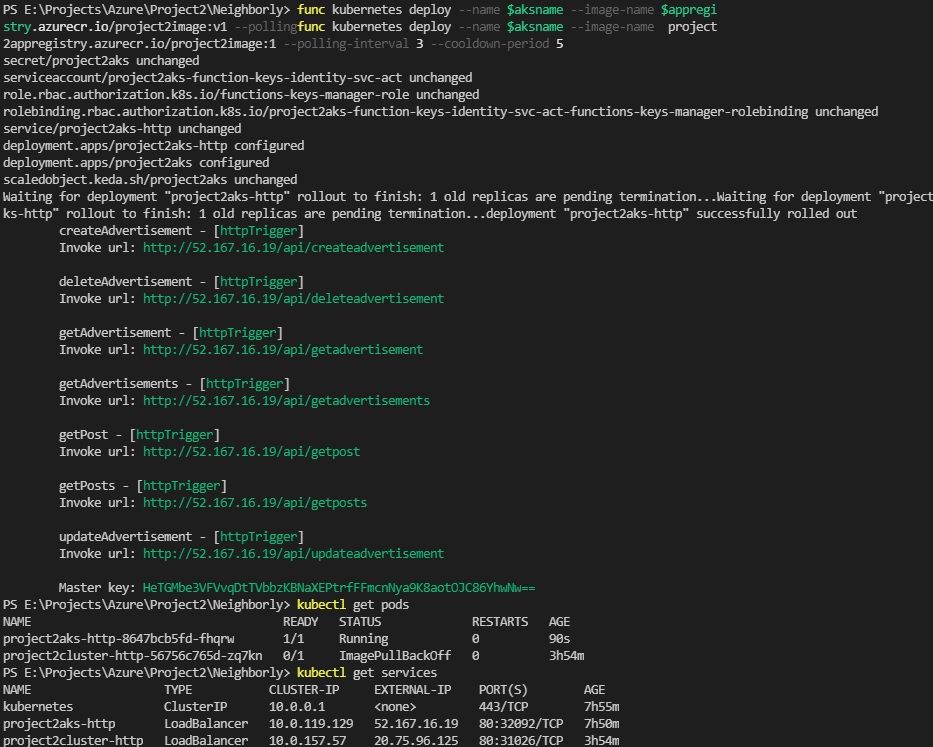 PS E:\Projects\Azure\Project2\Neighborly> func kubernetes deploy --name $aksname --image-name $appregi
stry.azurecr.io/project2image:v1 --pollingfunc kubernetes deploy --name $aksname --image-name  project
2appregistry.azurecr.io/project2image:1 --polling-interval 3 --cooldown-period 5
secret/project2aks unchanged
serviceaccount/project2aks-function-keys-identity-svc-act unchanged
role.rbac.authorization.k8s.io/functions-keys-manager-role unchanged
rolebinding.rbac.authorization.k8s.io/project2aks-function-keys-identity-svc-act-functions-keys-manager-rolebinding unchanged
service/project2aks-http unchanged
deployment.apps/project2aks-http configured
deployment.apps/project2aks configured
scaledobject.keda.sh/project2aks unchanged
Waiting for deployment "project2aks-http" rollout to finish: 1 old replicas are pending termination...Waiting for deployment "project
ks-http" rollout to finish: 1 old replicas are pending termination...deployment "project2aks-http" successfully rolled out
createAdvertisement - [httpTrigger]
Invoke url: http://52.167.16.19/api/createadvertisement
deleteAdvertisement - [httpTrigger]
Invoke url: http://52.167.16.19/api/deleteadvertisement
getAdvertisement - [httpTrigger]
Invoke url: http://52.167.16.19/api/getadvertisement
getAdvertisements - [httpTrigger]
Invoke url: http://52.167.16.19/api/getadvertisements
getPost - [httpTrigger]
Invoke url: http://52.167.16.19/api/getpost
getPosts - [httpTrigger]
Invoke url: http://52.167.16.19/api/getposts
updateAdvertisement - [httpTrigger]
Invoke url: http://52.167.16.19/api/updateadvertisement
Master key: HeTGMbe3VFVvqDtTVbbzKBNaXEPtrfFFmcnNya9K8aotOJC86YhwNw==
PS E:\Projects\Azure\Project2\Neighborly> kubectl get pods
NAME READY STATUS RESTARTS AGE
project2aks-http-8647bcb5fd-fhqrw 1/1 Running 0 90s
project2cluster-http-56756c765d-zq7kn 0/1 ImagePullBackOff 0 3h54m
PS E:\Projects\Azure\Project2\Neighborly> kubectl get services
NAME TYPE CLUSTER-IP EXTERNAL-IP PORT(S) AGE
kubernetes ClusterIP 10.0.0.1 <none> 443/TCP 7h55m
project2aks-http LoadBalancer 10.0.119.129 52.167.16.19 80:32092/TCP 7h50m
project2cluster-http LoadBalancer 10.0.157.57 20.75.96.125 80:31026/TCP 3h54m